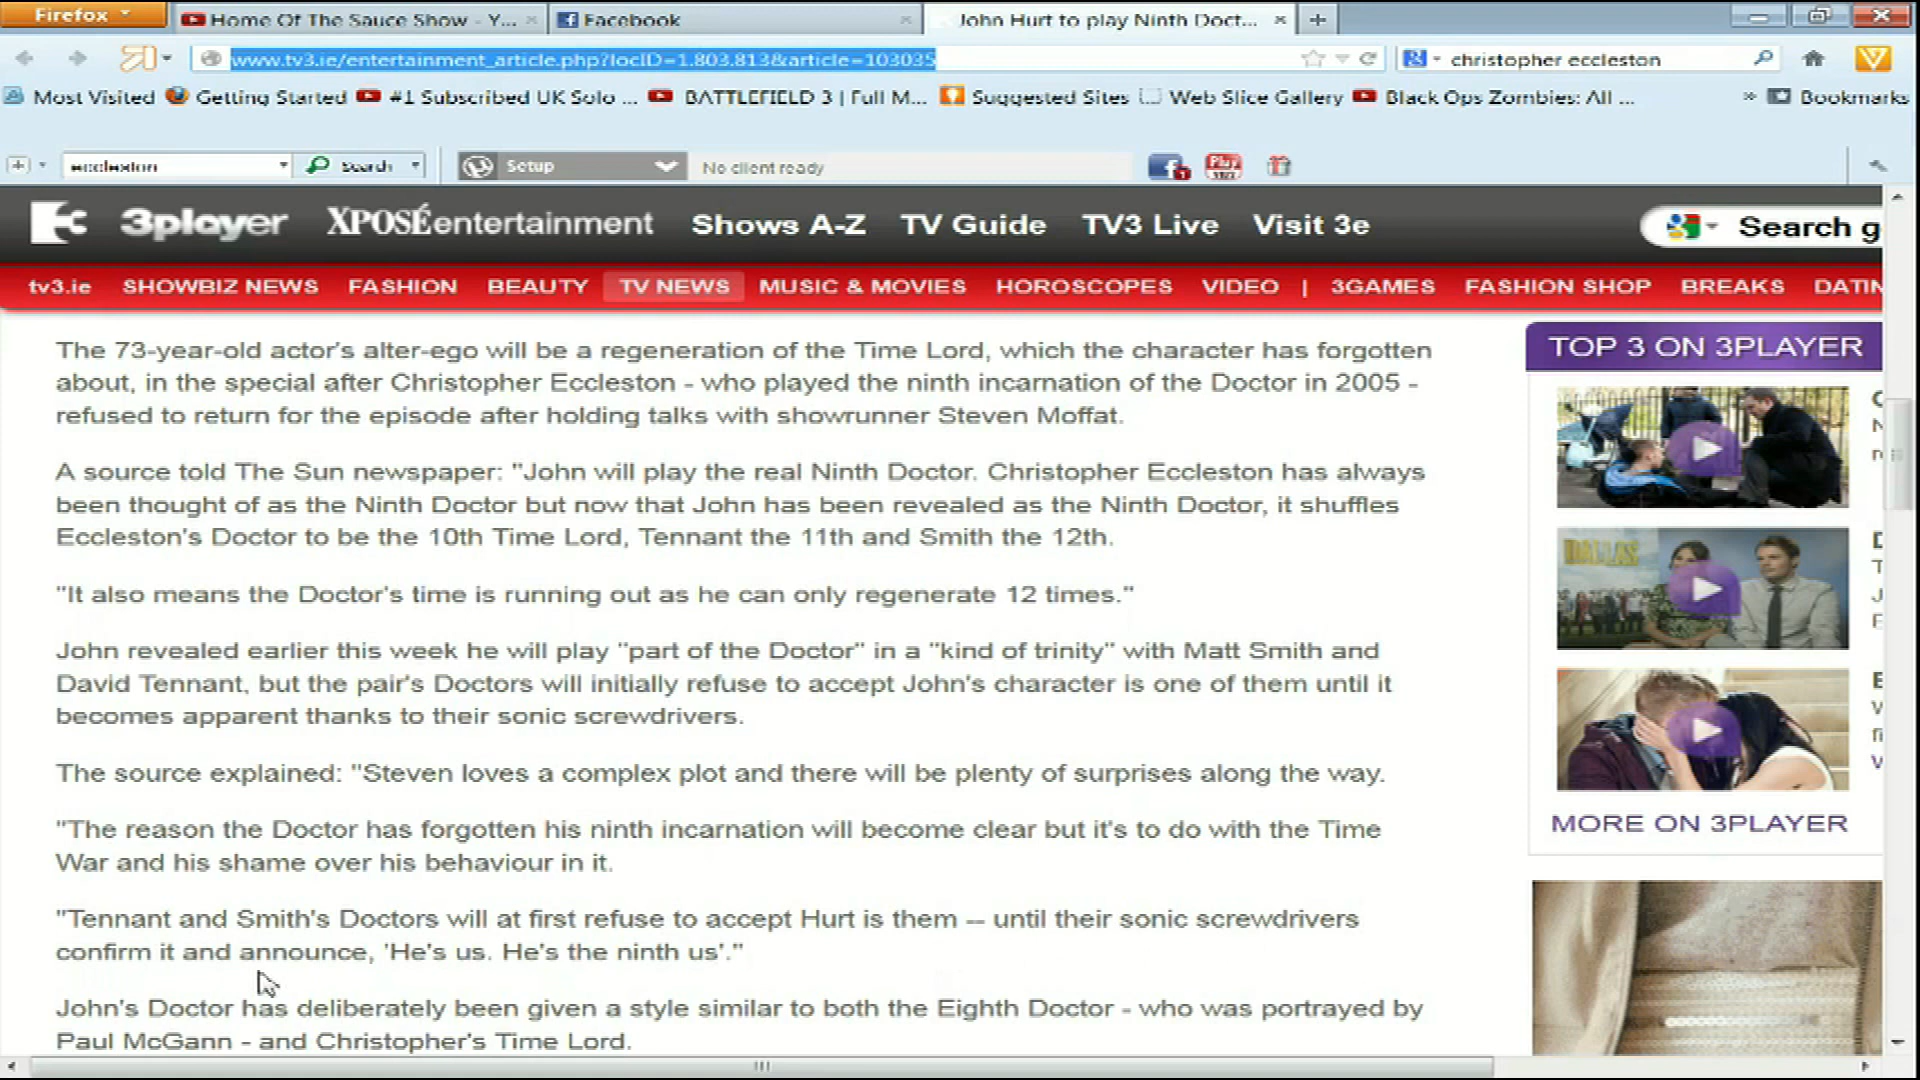 Firefox
Home Of The Sauce Show - Y...
Facebook
John Hurt to play Ninth Doct...
www.tv3.ie/entertainment_article.php?locID=1.803.813&article=103035
christopher eccleston
Most Visited
Getting Started
#1 Subscribed UK Solo ...
BATTLEFIELD 3 | Full M...
Suggested Sites
Web Slice Gallery
Black Ops Zombies: All ...
Bookmarks
eccleston
Search
Setup
No client ready
3player
XPOSÉentertainment
Shows A-Z
TV Guide
TV3 Live
Visit 3e
Search g
tv3.ie
SHOWBIZ NEWS
FASHION
BEAUTY
TV NEWS
MUSIC & MOVIES
HOROSCOPES
VIDEO |
3GAMES
FASHION SHOP
BREAKS
DATIN
The 73-year-old actor's alter-ego will be a regeneration of the Time Lord, which the character has forgotten
about, in the special after Christopher Eccleston - who played the ninth incarnation of the Doctor in 2005 -
refused to return for the episode after holding talks with showrunner Steven Moffat.
A source told The Sun newspaper: "John will play the real Ninth Doctor. Christopher Eccleston has always
been thought of as the Ninth Doctor but now that John has been revealed as the Ninth Doctor, it shuffles
Eccleston's Doctor to be the 10th Time Lord, Tennant the 11th and Smith the 12th.
"It also means the Doctor's time is running out as he can only regenerate 12 times."
John revealed earlier this week he will play "part of the Doctor" in a "kind of trinity" with Matt Smith and
David Tennant, but the pair's Doctors will initially refuse to accept John's character is one of them until it
becomes apparent thanks to their sonic screwdrivers.
The source explained: "Steven loves a complex plot and there will be plenty of surprises along the way.
"The reason the Doctor has forgotten his ninth incarnation will become clear but it's to do with the Time
War and his shame over his behaviour in it.
"Tennant and Smith's Doctors will at first refuse to accept Hurt is them -- until their sonic screwdrivers
confirm it and announce, 'He's us. He's the ninth us'."
John's Doctor has deliberately been given a style similar to both the Eighth Doctor - who was portrayed by
Paul McGann - and Christopher's Time Lord.
TOP 3 ON 3PLAYER
DALLAS
MORE ON 3PLAYER